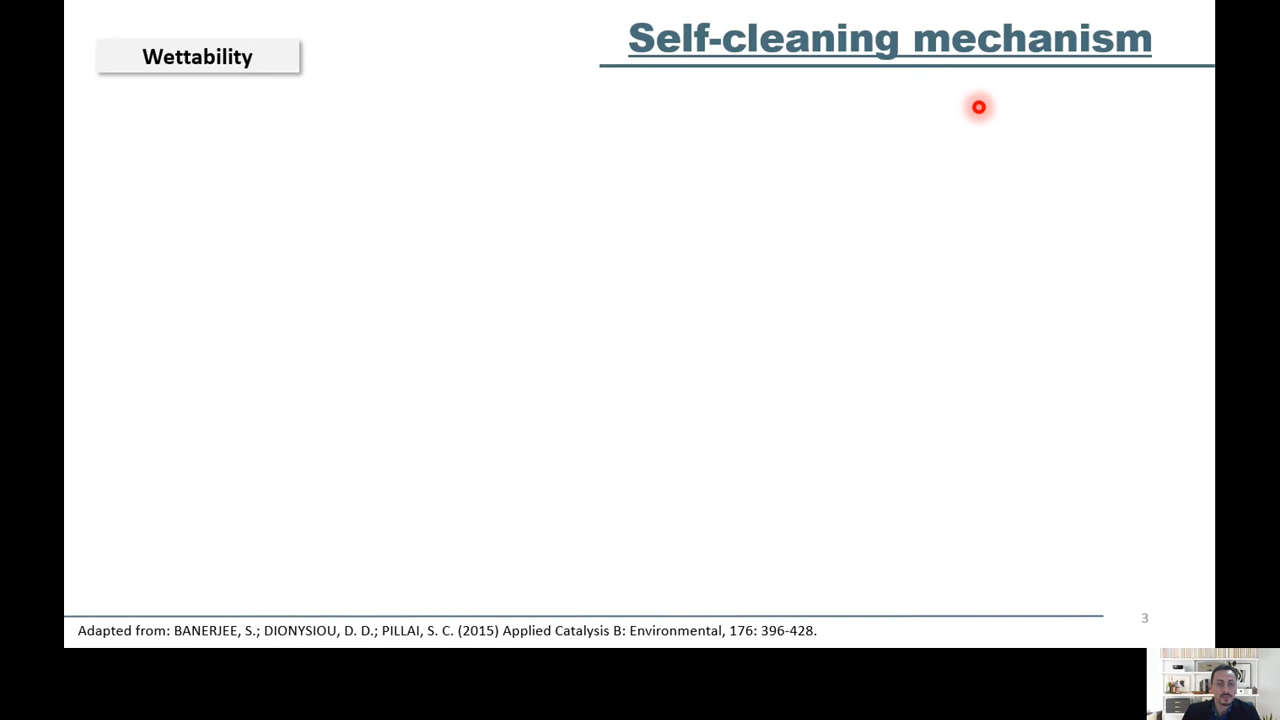 Self-cleaning mechanism
Wettability
3
Adapted from: BANERJEE, S.; DIONYSIOU, D. D.; PILLAI, S. C. (2015) Applied Catalysis B: Environmental, 176: 396-428.